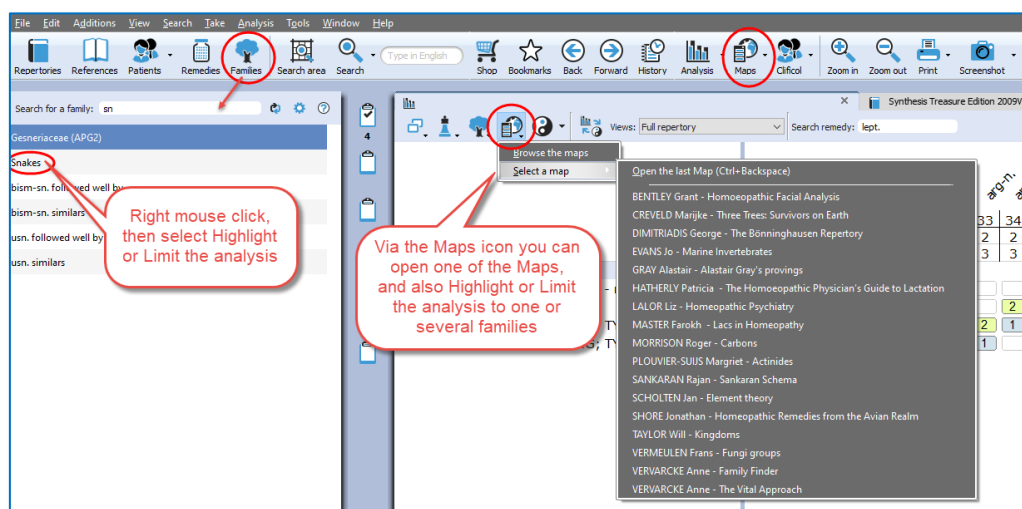 File Edit Additions View Search Take Analysis Tools Window Help
Type in English
Repertories References Patients Remedies Families Search area Search Shop Bookmarks Back Forward History Analysis Maps Clificol Zoom in Zoom out Print Screenshot
Search for a family: sn
4
Synthesis Treasure Edition 2009V
Views: Full repertory
Search remedy: lept.
Gesneriaceae (APG2)
Snakes
bism-sn. followed well by
bism-sn. similars
usn. followed well by
usn. similars
Right mouse click,
then select Highlight
or Limit the analysis
Browse the maps
Select a map
Via the Maps icon you can
open one of the Maps,
and also Highlight or Limit
the analysis to one or
several families
Open the last Map (Ctrl+Backspace)
BENTLEY Grant - Homoeopathic Facial Analysis
CREVELD Marijke - Three Trees: Survivors on Earth
DIMITRIADIS George - The Bönninghausen Repertory
EVANS Jo - Marine Invertebrates
GRAY Alastair - Alastair Gray's provings
HATHERLY Patricia - The Homoeopathic Physician's Guide to Lactation
LALOR Liz - Homeopathic Psychiatry
MASTER Farokh - Lacs in Homeopathy
MORRISON Roger - Carbons
PLOUVIER-SUIJS Margriet - Actinides
SANKARAN Rajan - Sankaran Schema
SCHOLTEN Jan - Element theory
SHORE Jonathan - Homeopathic Remedies from the Avian Realm
TAYLOR Will - Kingdoms
VERMEULEN Frans - Fungi groups
VERVARCKE Anne - Family Finder
VERVARCKE Anne - The Vital Approach
arg-n.
33 34
2 2
3 3
2
2 1
1